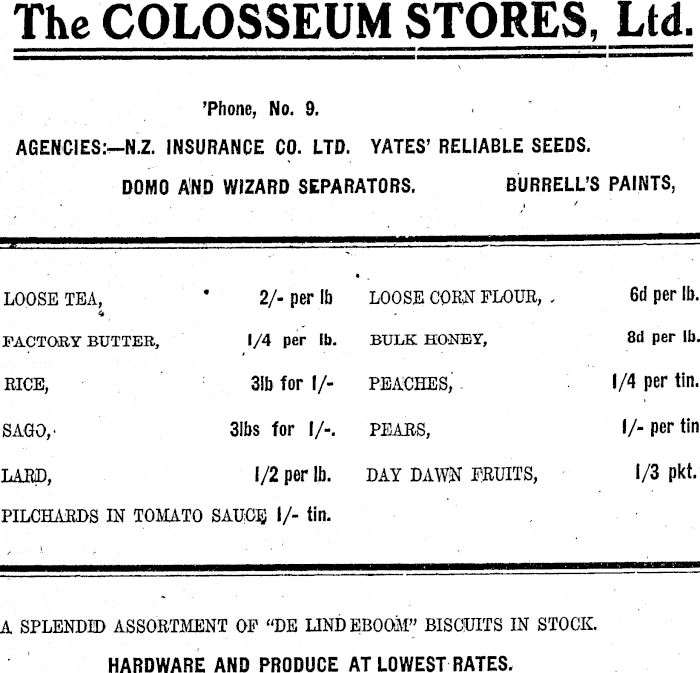 The COLOSSEUM STORES, Ltd.
'Phone, No. 9.
AGENCIES:—N.Z. INSURANCE CO. LTD. YATES' RELIABLE SEEDS.
DOMO AND WIZARD SEPARATORS. BURRELL'S PAINTS,
LOOSE TEA, 2/- per lb LOOSE CORN FLOUR, 6d per lb.
FACTORY BUTTER, 1/4 per lb. BULK HONEY, 8d per lb.
RICE, 3lb for 1/- PEACHES, 1/4 per tin.
SAGO, 3lbs for 1/-. PEARS, 1/- per tin
LARD, 1/2 per lb. DAY DAWN FRUITS, 1/3 pkt.
PILCHARDS IN TOMATO SAUCE 1/- tin.
A SPLENDID ASSORTMENT OF "DE LINDEBOOM" BISCUITS IN STOCK.
HARDWARE AND PRODUCE AT LOWEST RATES.